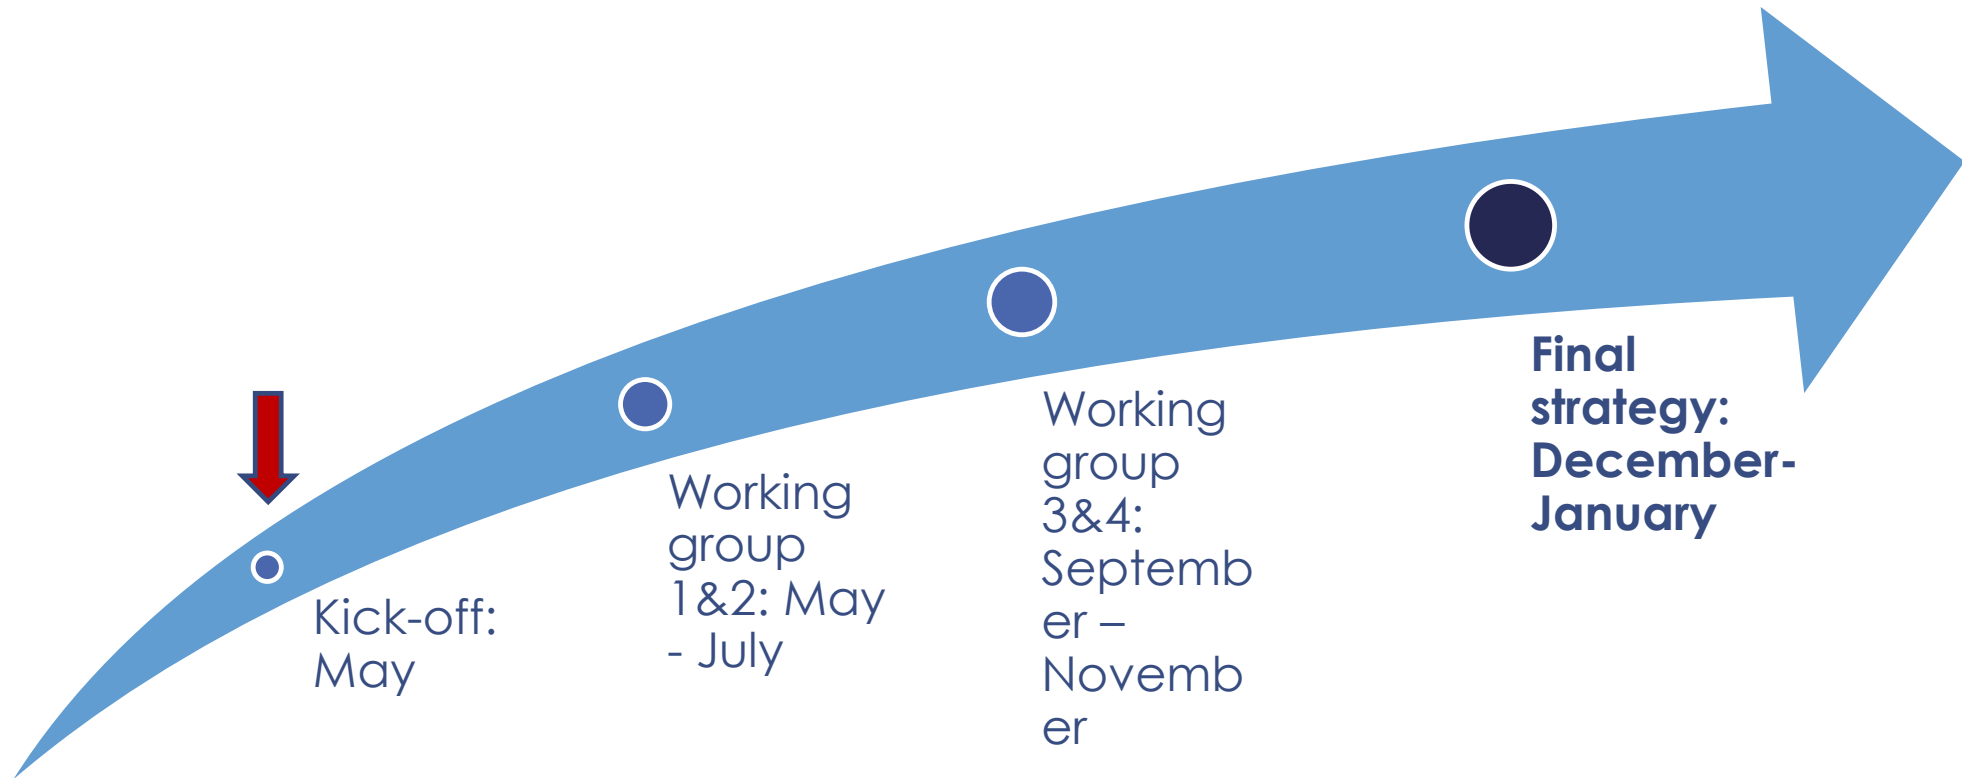 Kick-off:
May
Working
group
1&2: May
- July
Working
group
3&4:
Septemb
er –
Novemb
er
Final
strategy:
December-
January